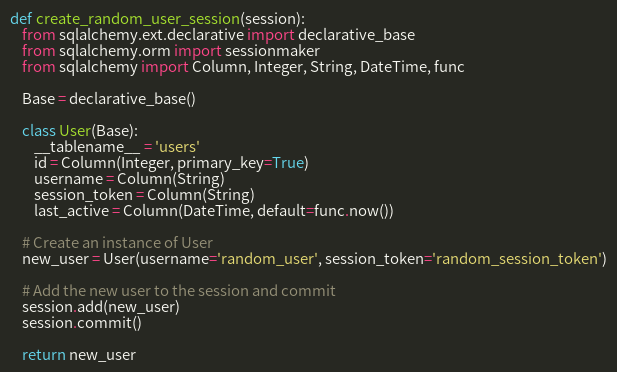 def create_random_user_session(session):
from sqlalchemy.ext.declarative import declarative_base
from sqlalchemy.orm import sessionmaker
from sqlalchemy import Column, Integer, String, DateTime, func
Base = declarative_base()
class User(Base):
__tablename__ = 'users'
id = Column(Integer, primary_key=True)
username = Column(String)
session_token = Column(String)
last_active = Column(DateTime, default=func.now())
# Create an instance of User
new_user = User(username='random_user', session_token='random_session_token')
# Add the new user to the session and commit
session.add(new_user)
session.commit()
return new_user